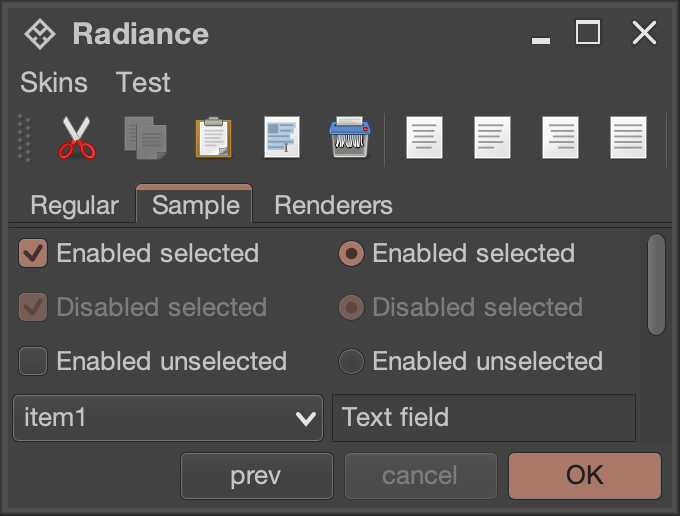 Radiance
Skins Test
Regular Sample Renderers
Enabled selected Enabled selected
Disabled selected Disabled selected
Enabled unselected Enabled unselected
item1 Text field
prev cancel OK